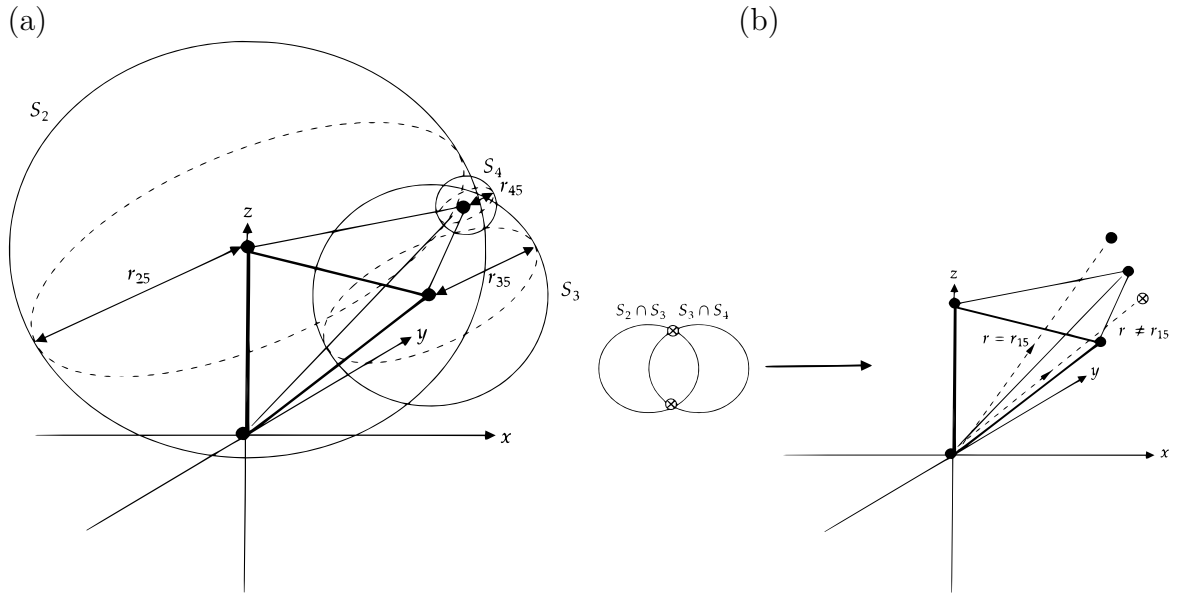 (a)
(b)
S₂
S₄
r₄₅
z
r₂₅
r₃₅
S₃
y
x
S₂ ∩ S₃ S₃ ∩ S₄
z
r = r₁₅
r ≠ r₁₅
y
x